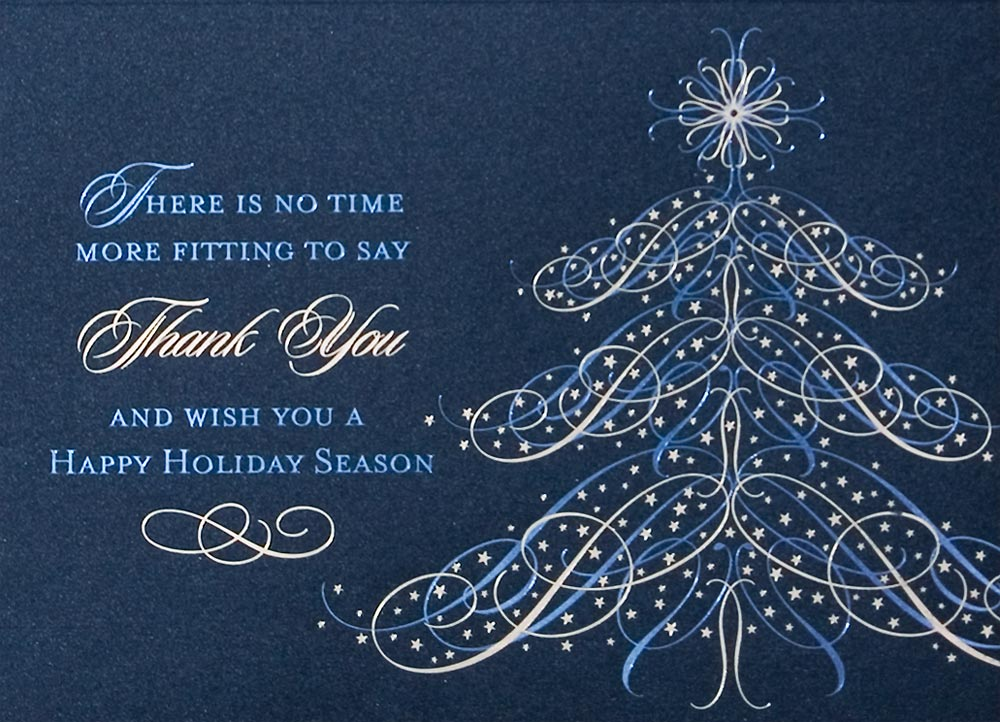 There is no time
more fitting to say
Thank You
and wish you a
Happy Holiday Season